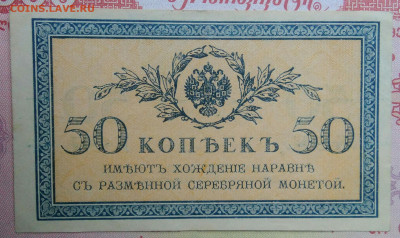 COINS.LAVE.RU
50 КОПѢЕКЪ 50
ИМѢЮТЪ ХОЖДЕНІЕ НАРАВНѢ
СЪ РАЗМѢННОЙ СЕРЕБРЯНОЙ МОНЕТОЙ.